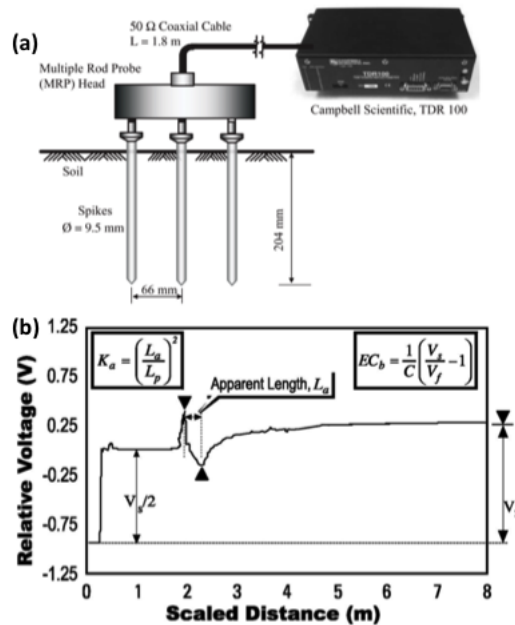 (a)
50 Ω Coaxial Cable
L = 1.8 m
Multiple Rod Probe
(MRP) Head
TDR100
Campbell Scientific, TDR 100
Soil
Spikes
Ø = 9.5 mm
204 mm
66 mm
(b)
1.25
0.75
0.25
-0.25
-0.75
-1.25
Relative Voltage (V)
K_a = (L_a/L_p)^2
EC_b = 1/C (V_s/V_f - 1)
Apparent Length, L_a
V_s/2
V
0 1 2 3 4 5 6 7 8
Scaled Distance (m)